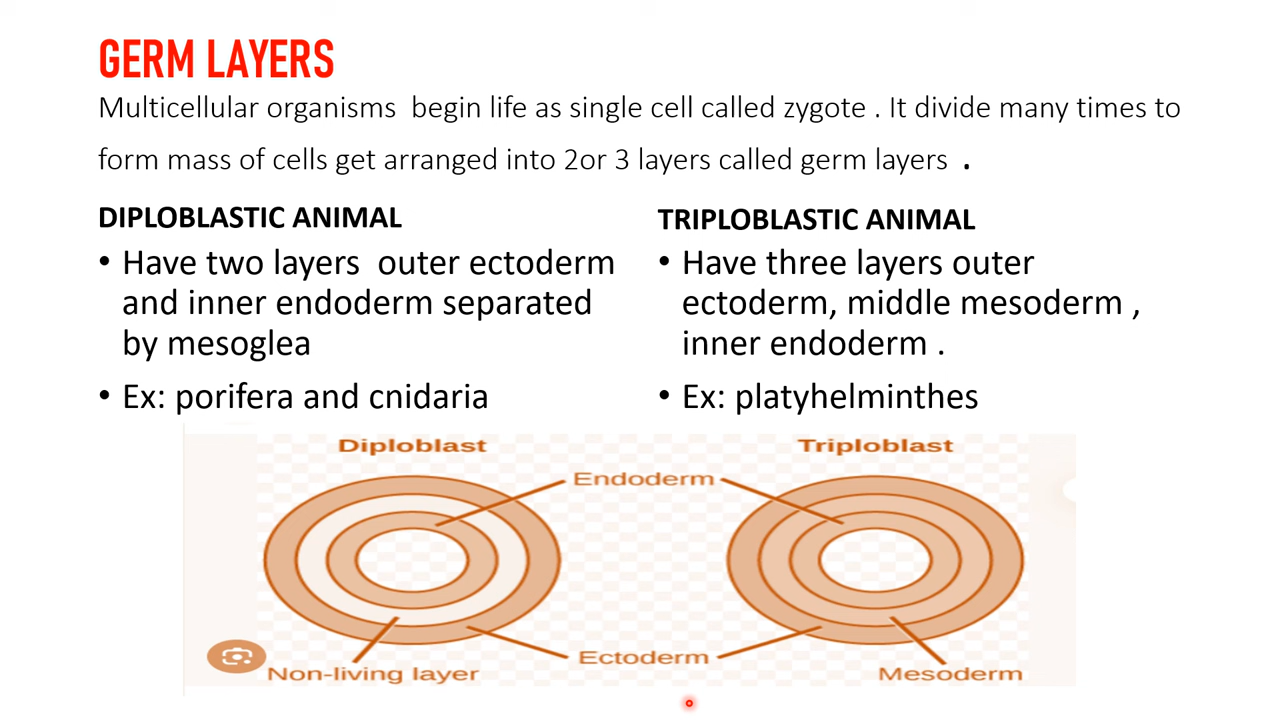 GERM LAYERS
Multicellular organisms begin life as single cell called zygote . It divide many times to
form mass of cells get arranged into 2or 3 layers called germ layers .
DIPLOBLASTIC ANIMAL
• Have two layers outer ectoderm
and inner endoderm separated
by mesoglea
• Ex: porifera and cnidaria
TRIPLOBLASTIC ANIMAL
• Have three layers outer
ectoderm, middle mesoderm ,
inner endoderm .
• Ex: platyhelminthes
Diploblast
Triploblast
Endoderm
Ectoderm
Non-living layer
Mesoderm